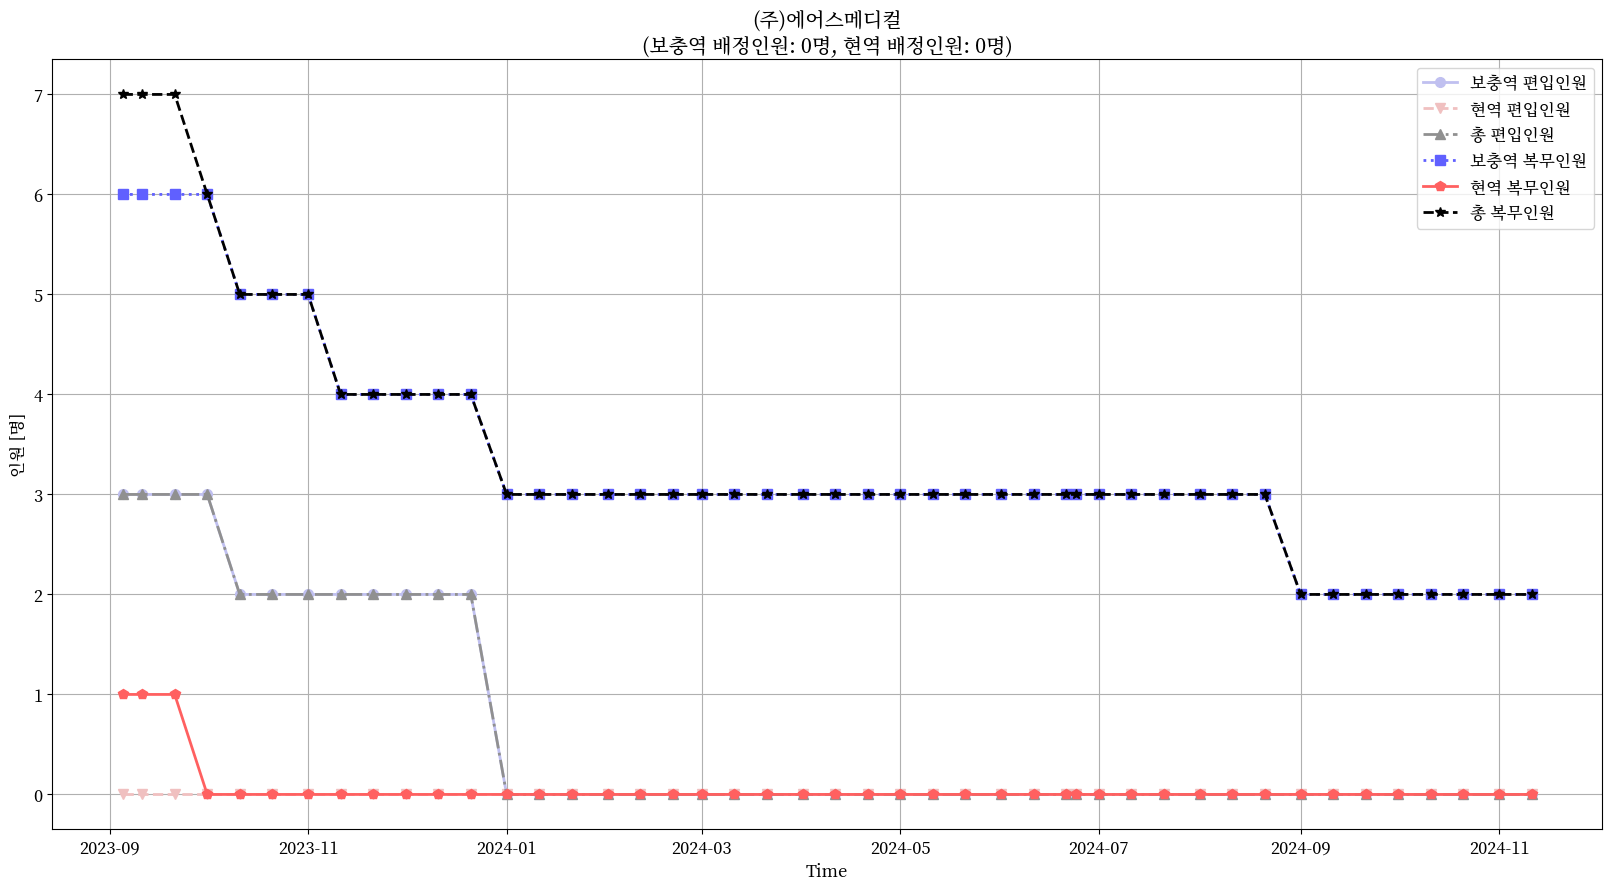 (주)에어스메디컬
(보충역 배정인원: 0명, 현역 배정인원: 0명)
보충역 편입인원
현역 편입인원
총 편입인원
보충역 복무인원
현역 복무인원
총 복무인원
인원 [명]
7
6
5
4
3
2
1
0
2023-09 2023-11 2024-01 2024-03 2024-05 2024-07 2024-09 2024-11
Time